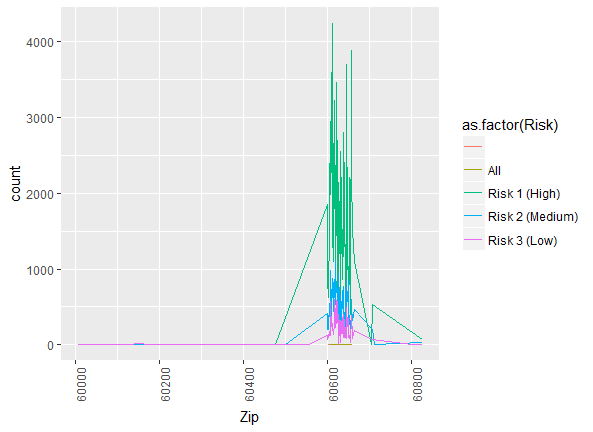 4000
3000
2000
1000
0
count
60000
60200
60400
60600
60800
Zip
as.factor(Risk)
All
Risk 1 (High)
Risk 2 (Medium)
Risk 3 (Low)